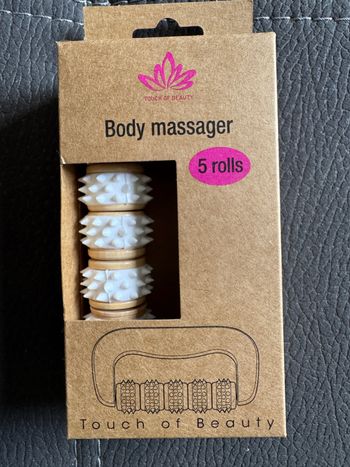 TOUCH OF BEAUTY
Body massager
5 rolls
Touch of Beauty